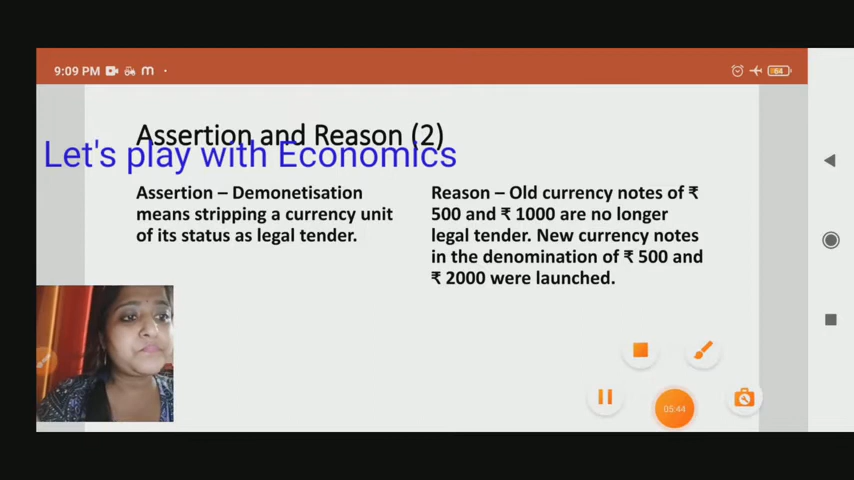 9:09 PM
Assertion and Reason (2)
Let's play with Economics
Assertion – Demonetisation
means stripping a currency unit
of its status as legal tender.
Reason – Old currency notes of ₹
500 and ₹ 1000 are no longer
legal tender. New currency notes
in the denomination of ₹ 500 and
₹ 2000 were launched.
05:44